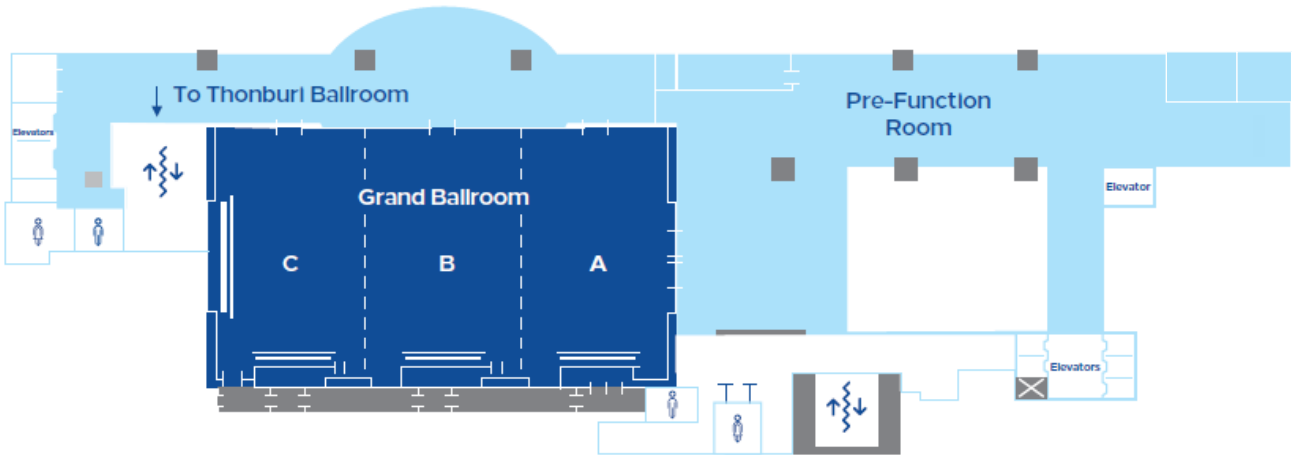 To Thonburi Ballroom
Pre-Function
Room
Elevators
Grand Ballroom
Elevator
C
B
A
Elevators